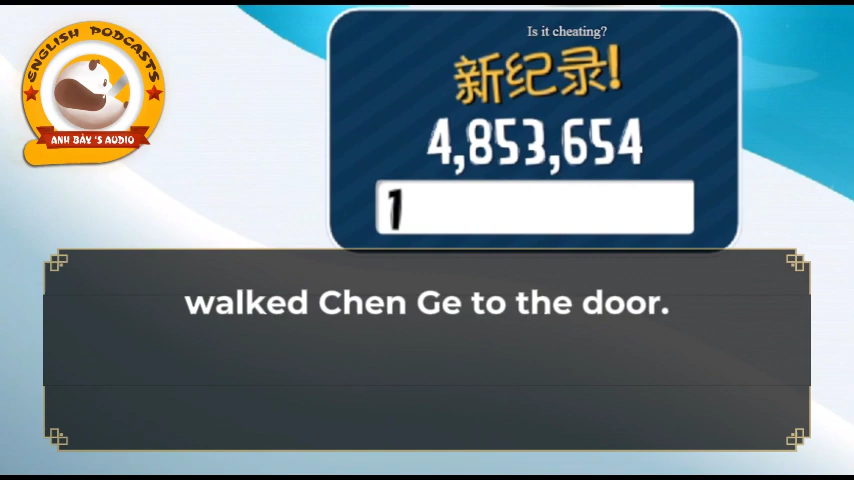 ENGLISH PODCASTS
ANH BẢY 'S AUDIO
Is it cheating?
新纪录!
4,853,654
1
walked Chen Ge to the door.